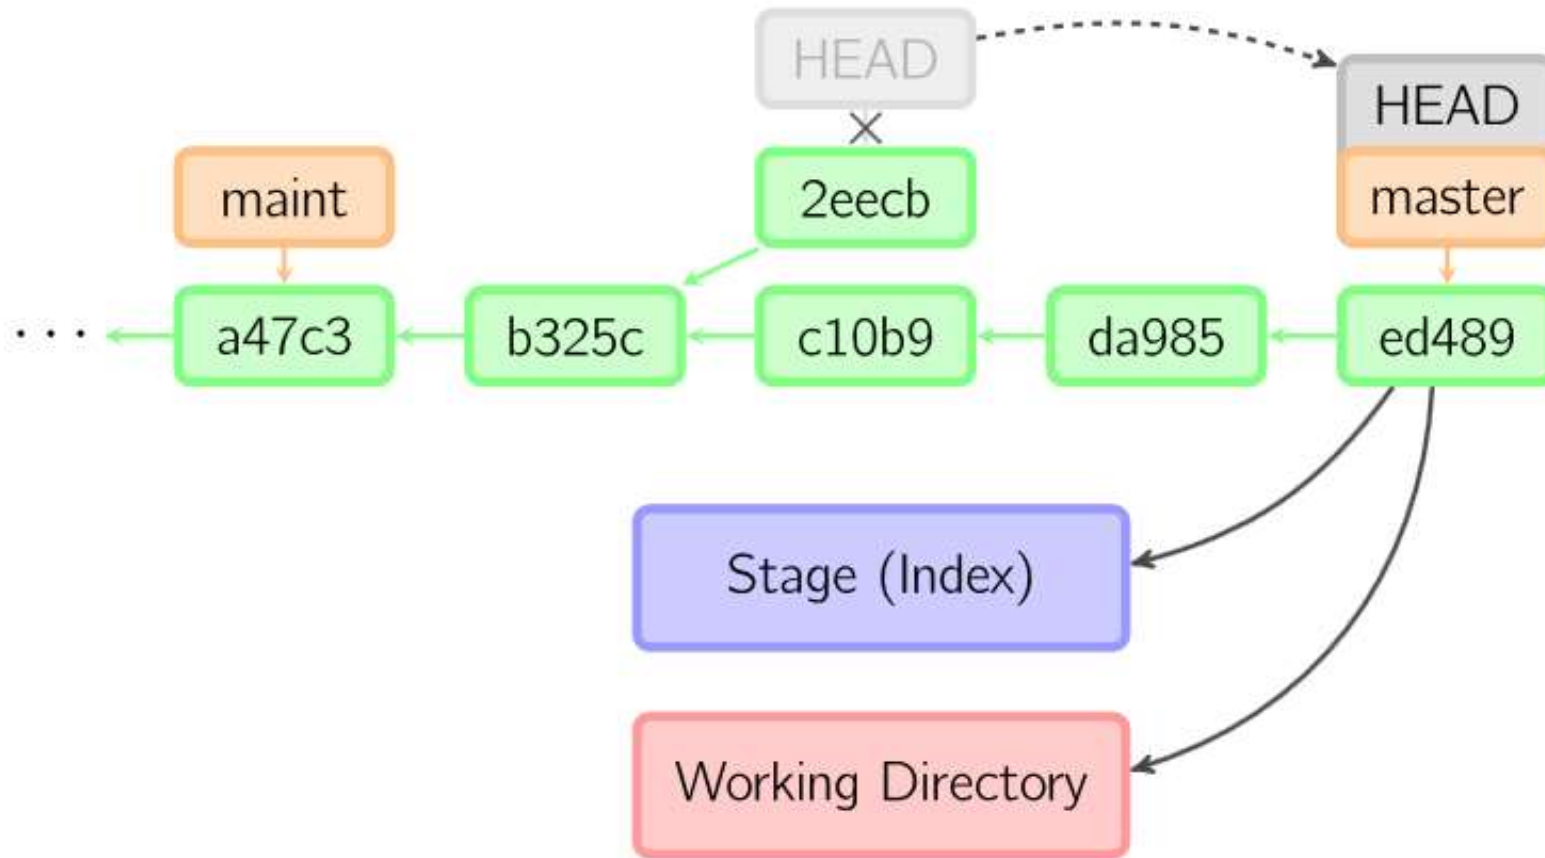 HEAD
HEAD
maint
2eecb
master
...
a47c3
b325c
c10b9
da985
ed489
Stage (Index)
Working Directory